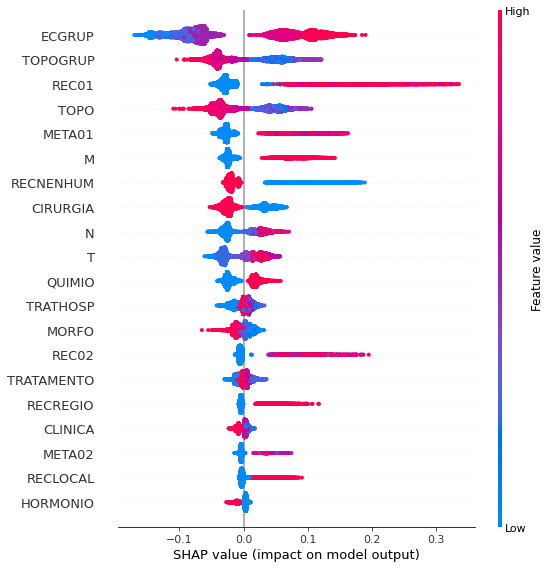 High
ECGRUP
TOPOGRUP
REC01
TOPO
META01
M
RECNENHUM
CIRURGIA
N
T
QUIMIO
TRATHOSP
MORFO
REC02
TRATAMENTO
RECREGIO
CLINICA
META02
RECLOCAL
HORMONIO
Feature value
Low
−0.1 0.0 0.1 0.2 0.3
SHAP value (impact on model output)